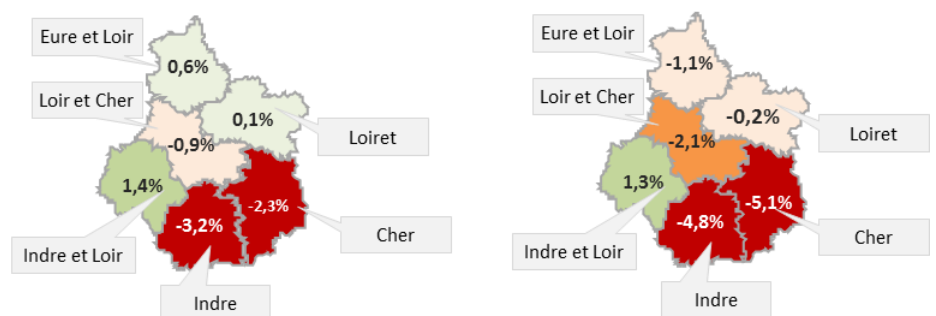 Eure et Loir
0,6%
Loir et Cher
0,1%
-0,9%
Loiret
1,4%
-2,3%
-3,2%
Cher
Indre et Loir
Indre
Eure et Loir
-1,1%
Loir et Cher
-0,2%
-2,1%
Loiret
1,3%
-5,1%
-4,8%
Cher
Indre et Loir
Indre